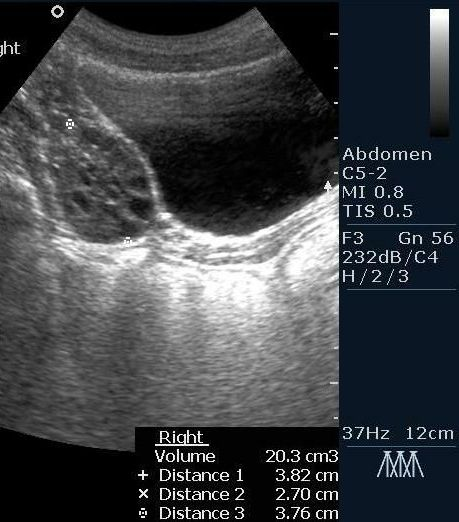 ght
Abdomen
C5-2
MI 0.8
TIS 0.5
F3 Gn 56
232dB/C4
H/2/3
37Hz 12cm
Right
Volume 20.3 cm3
+ Distance 1 3.82 cm
× Distance 2 2.70 cm
Distance 3 3.76 cm